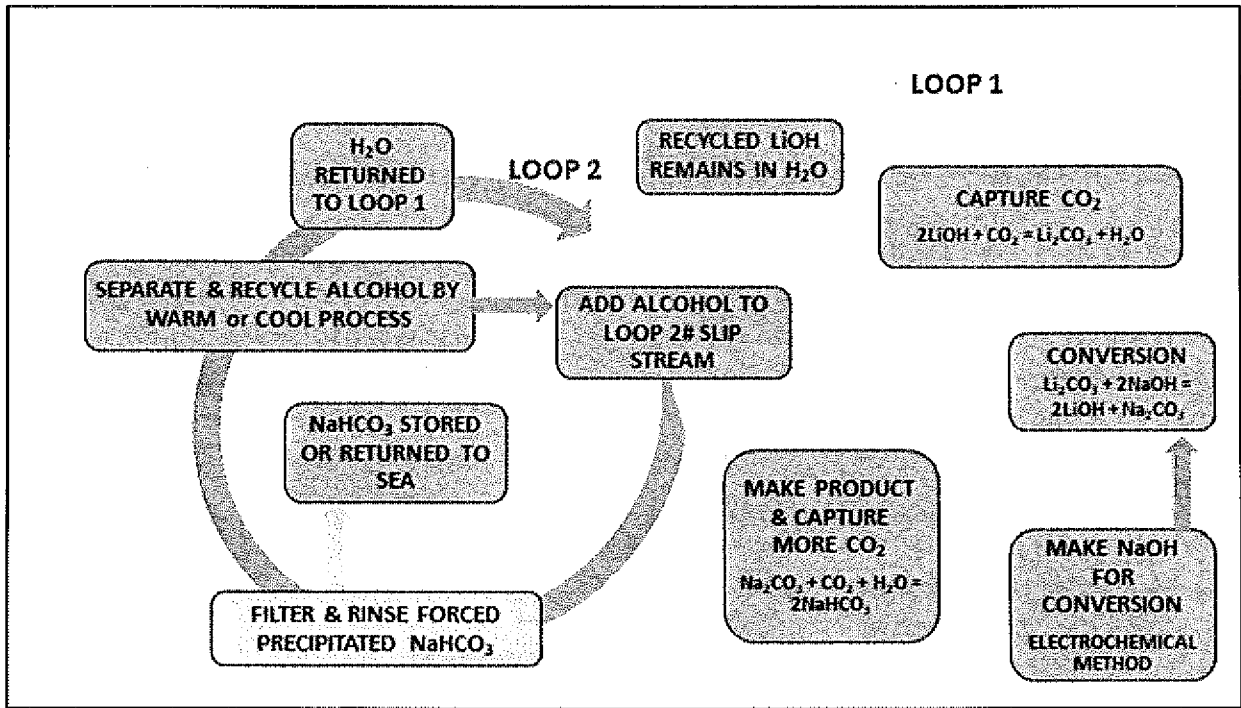 LOOP 1
H₂O
RETURNED
TO LOOP 1
LOOP 2
RECYCLED LiOH
REMAINS IN H₂O
CAPTURE CO₂
2LiOH + CO₂ = Li₂CO₃ + H₂O
SEPARATE & RECYCLE ALCOHOL BY
WARM or COOL PROCESS
ADD ALCOHOL TO
LOOP 2# SLIP
STREAM
CONVERSION
Li₂CO₃ + 2NaOH =
2LiOH + Na₂CO₃
NaHCO₃ STORED
OR RETURNED TO
SEA
MAKE PRODUCT
& CAPTURE
MORE CO₂
Na₂CO₃ + CO₂ + H₂O =
2NaHCO₃
MAKE NaOH
FOR
CONVERSION
ELECTROCHEMICAL
METHOD
FILTER & RINSE FORCED
PRECIPITATED NaHCO₃